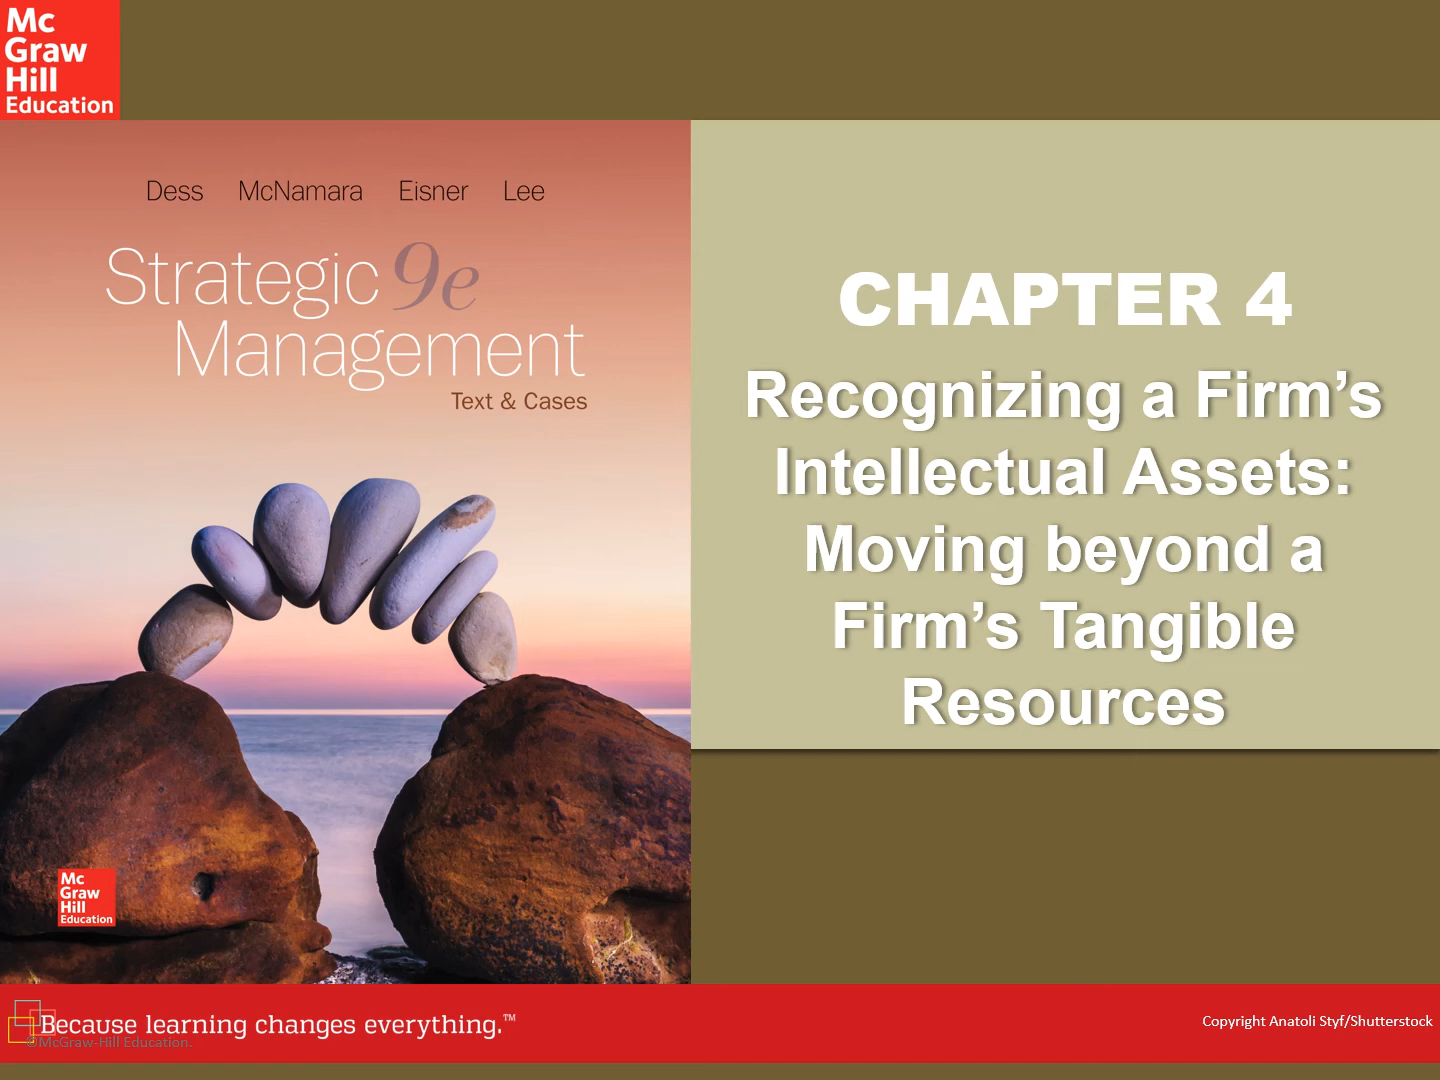 Mc
Graw
Hill
Education
Dess McNamara Eisner Lee
Strategic 9e
Management
Text & Cases
Mc
Graw
Hill
Education
CHAPTER 4
Recognizing a Firm’s
Intellectual Assets:
Moving beyond a
Firm’s Tangible
Resources
Because learning changes everything.™
©McGraw-Hill Education.
Copyright Anatoli Styf/Shutterstock